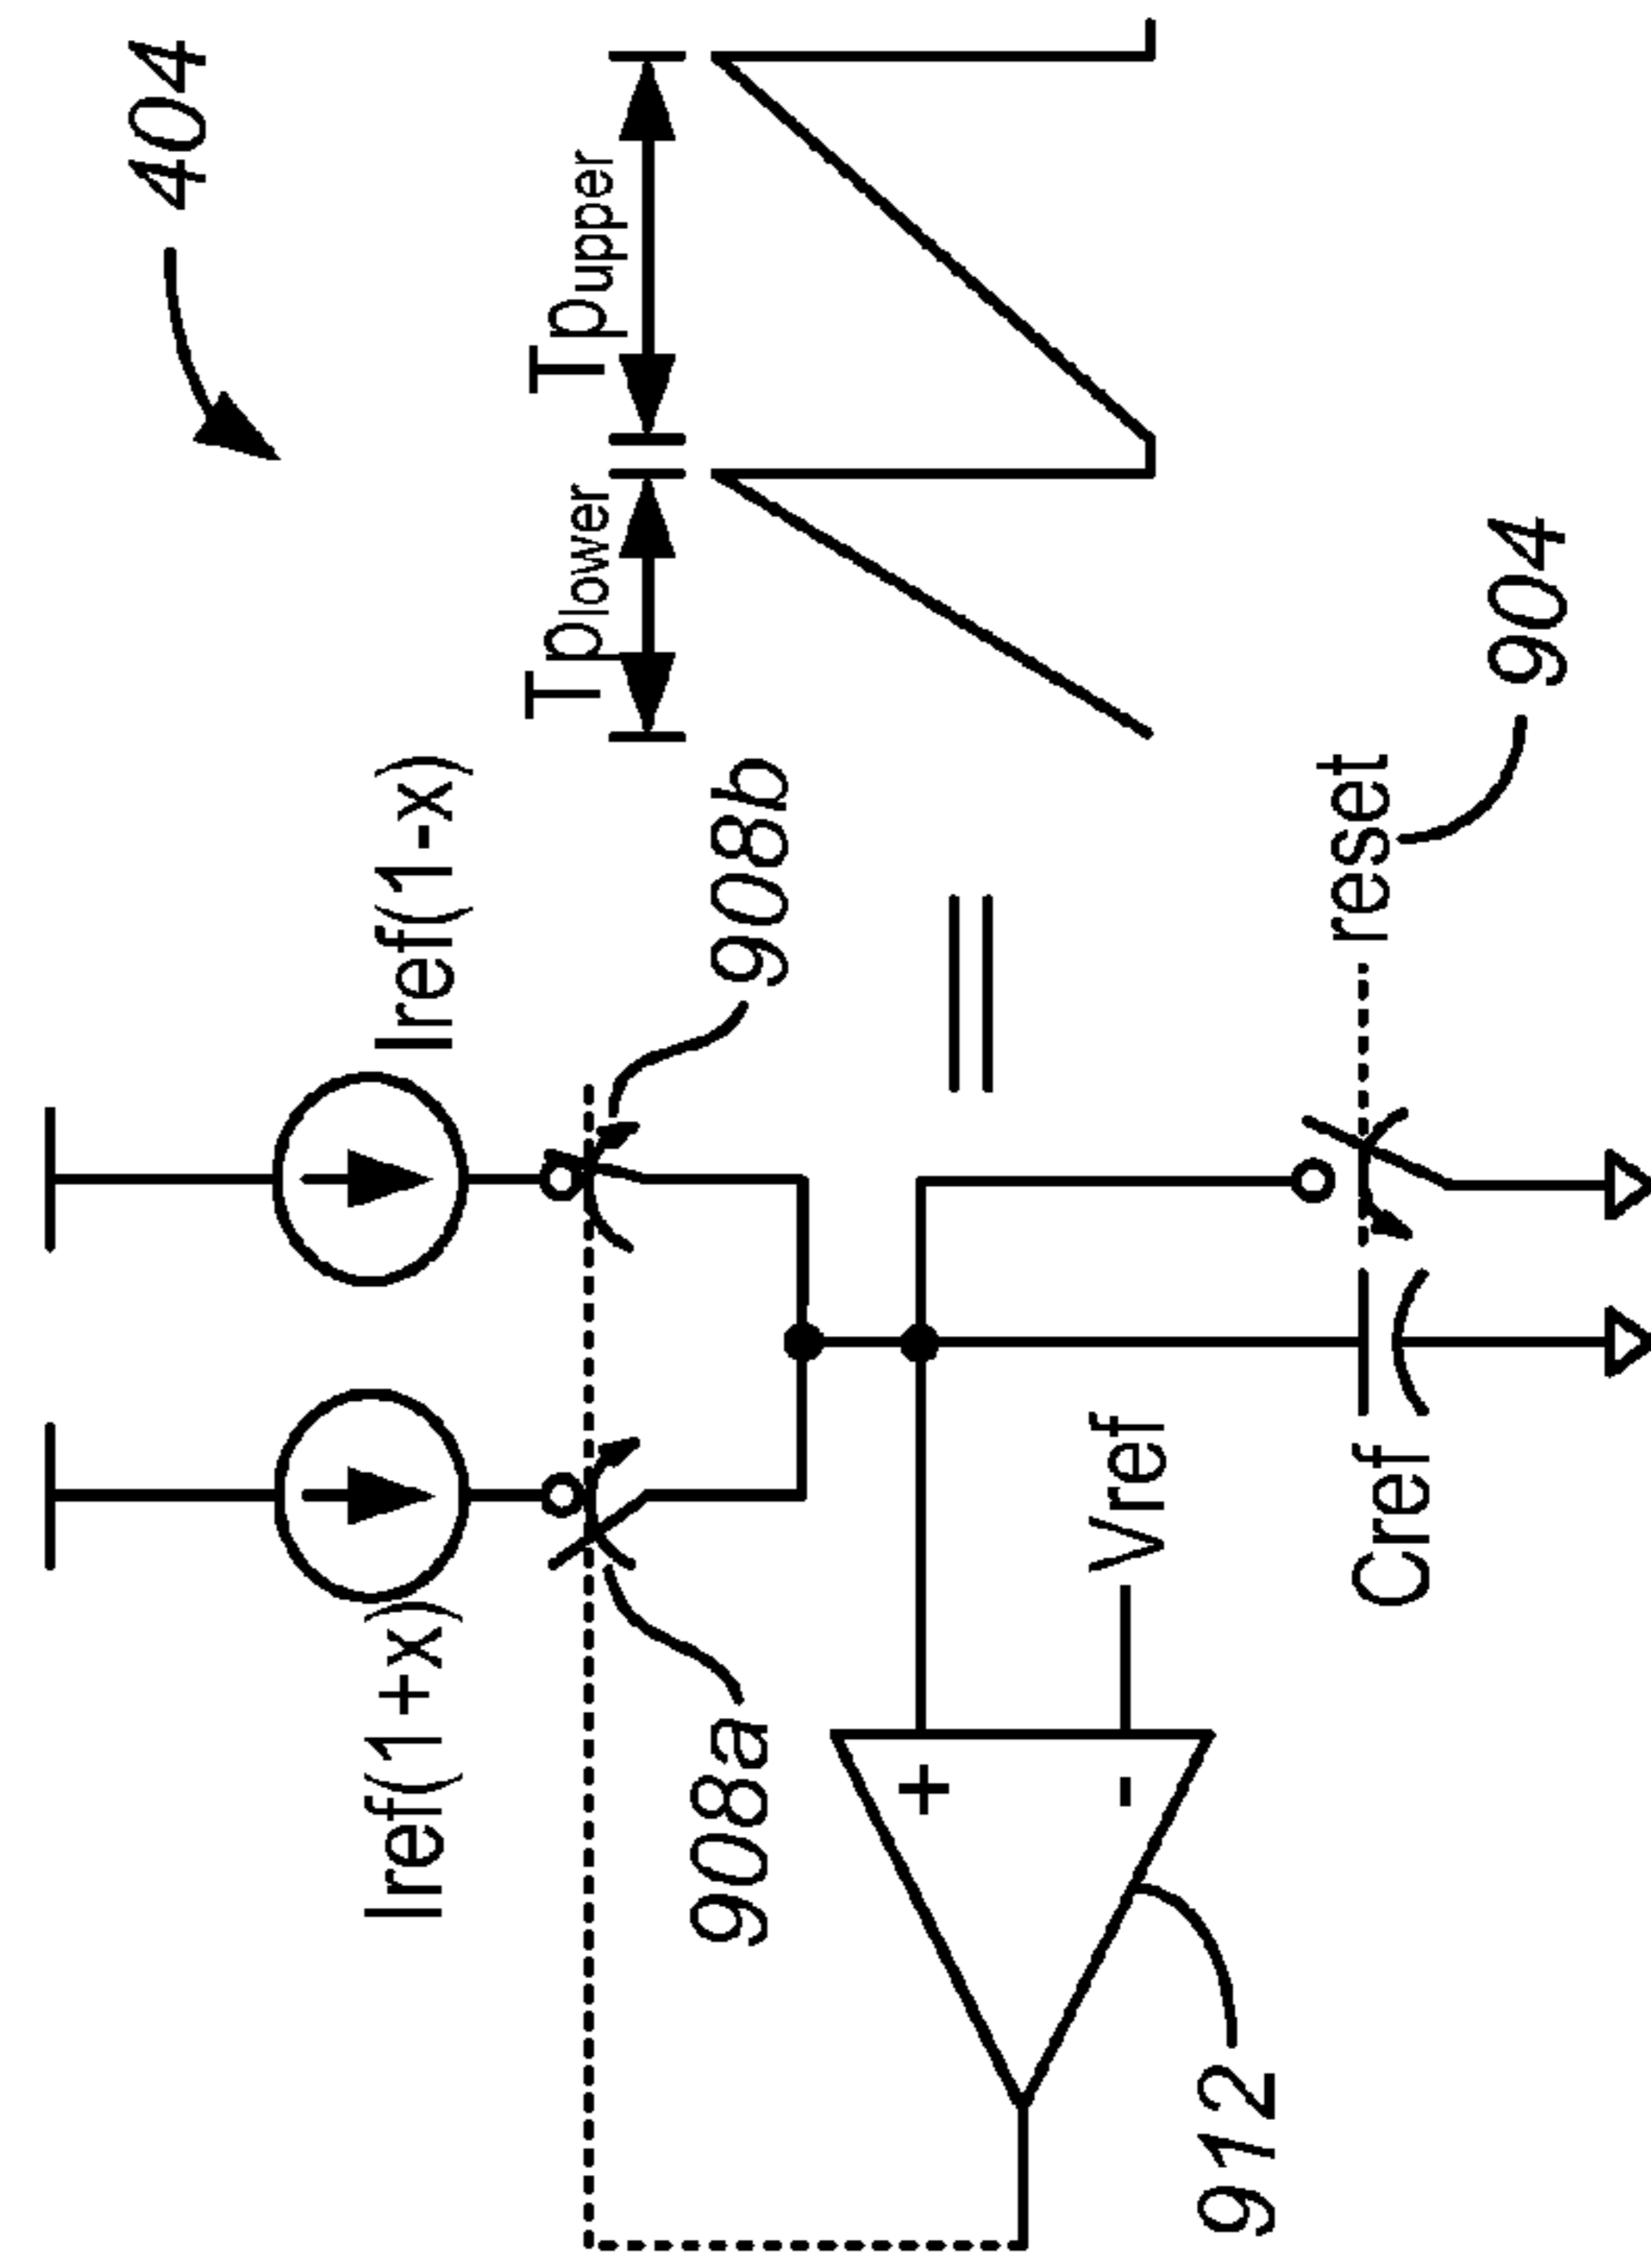 404
Tplower
Tpupper
Iref(1+x)
Iref(1-x)
908a
908b
+
-
Vref
912
Cref
reset
904